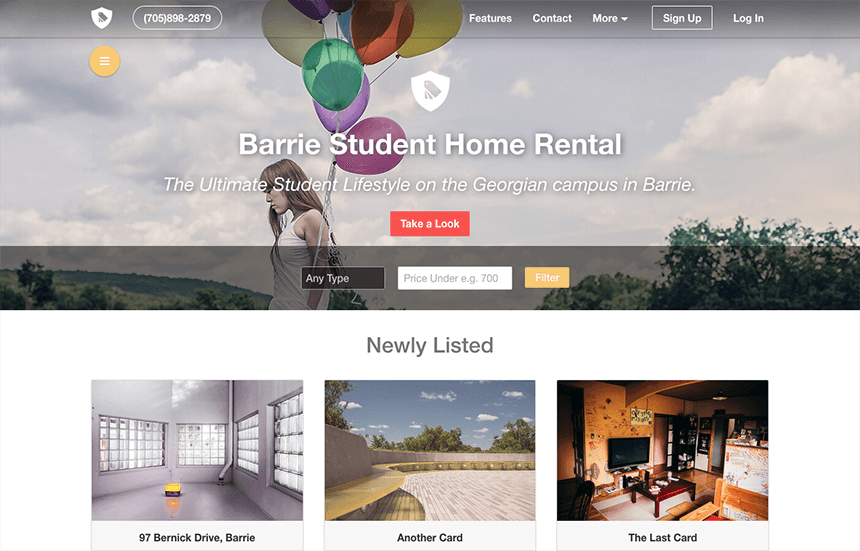 (705)898-2879
Features
Contact
More
Sign Up
Log In
Barrie Student Home Rental
The Ultimate Student Lifestyle on the Georgian campus in Barrie.
Take a Look
Any Type
Price Under e.g. 700
Filter
Newly Listed
97 Bernick Drive, Barrie
Another Card
The Last Card